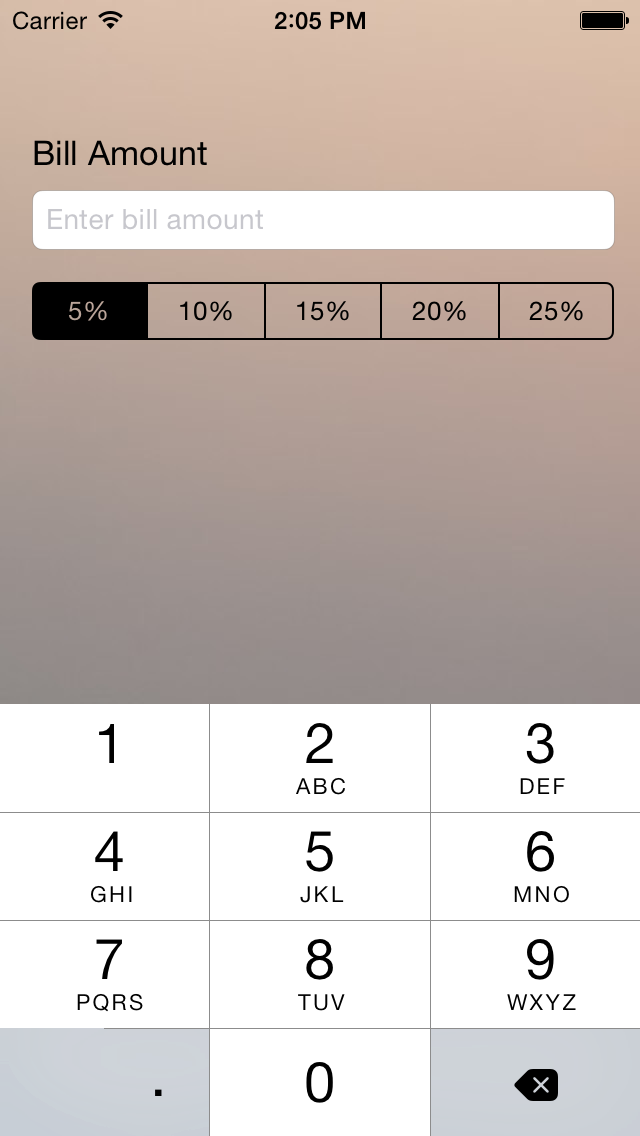 Carrier 2:05 PM
Bill Amount
Enter bill amount
5% 10% 15% 20% 25%
1 2 3
ABC DEF
4 5 6
GHI JKL MNO
7 8 9
PQRS TUV WXYZ
. 0